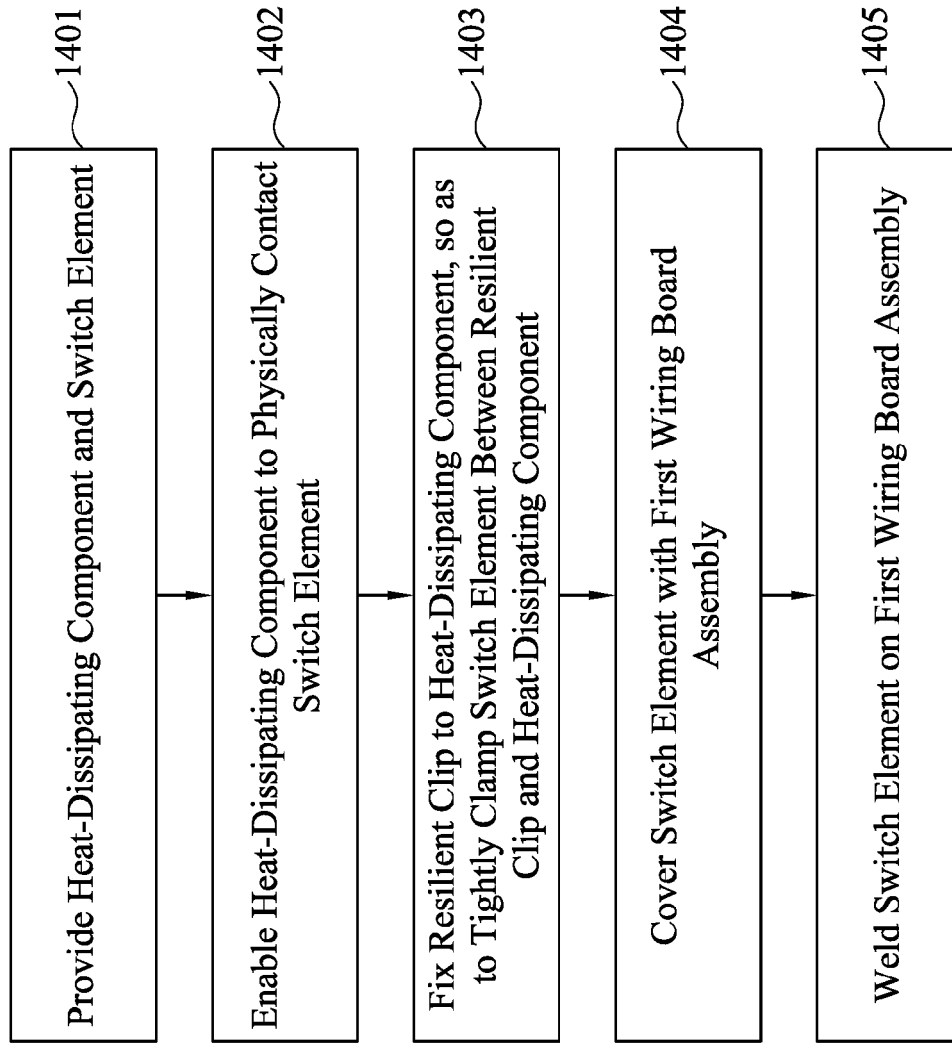 Provide Heat-Dissipating Component and Switch Element
1401
Enable Heat-Dissipating Component to Physically Contact
Switch Element
1402
Fix Resilient Clip to Heat-Dissipating Component, so as
to Tightly Clamp Switch Element Between Resilient
Clip and Heat-Dissipating Component
1403
Cover Switch Element with First Wiring Board
Assembly
1404
Weld Switch Element on First Wiring Board Assembly
1405